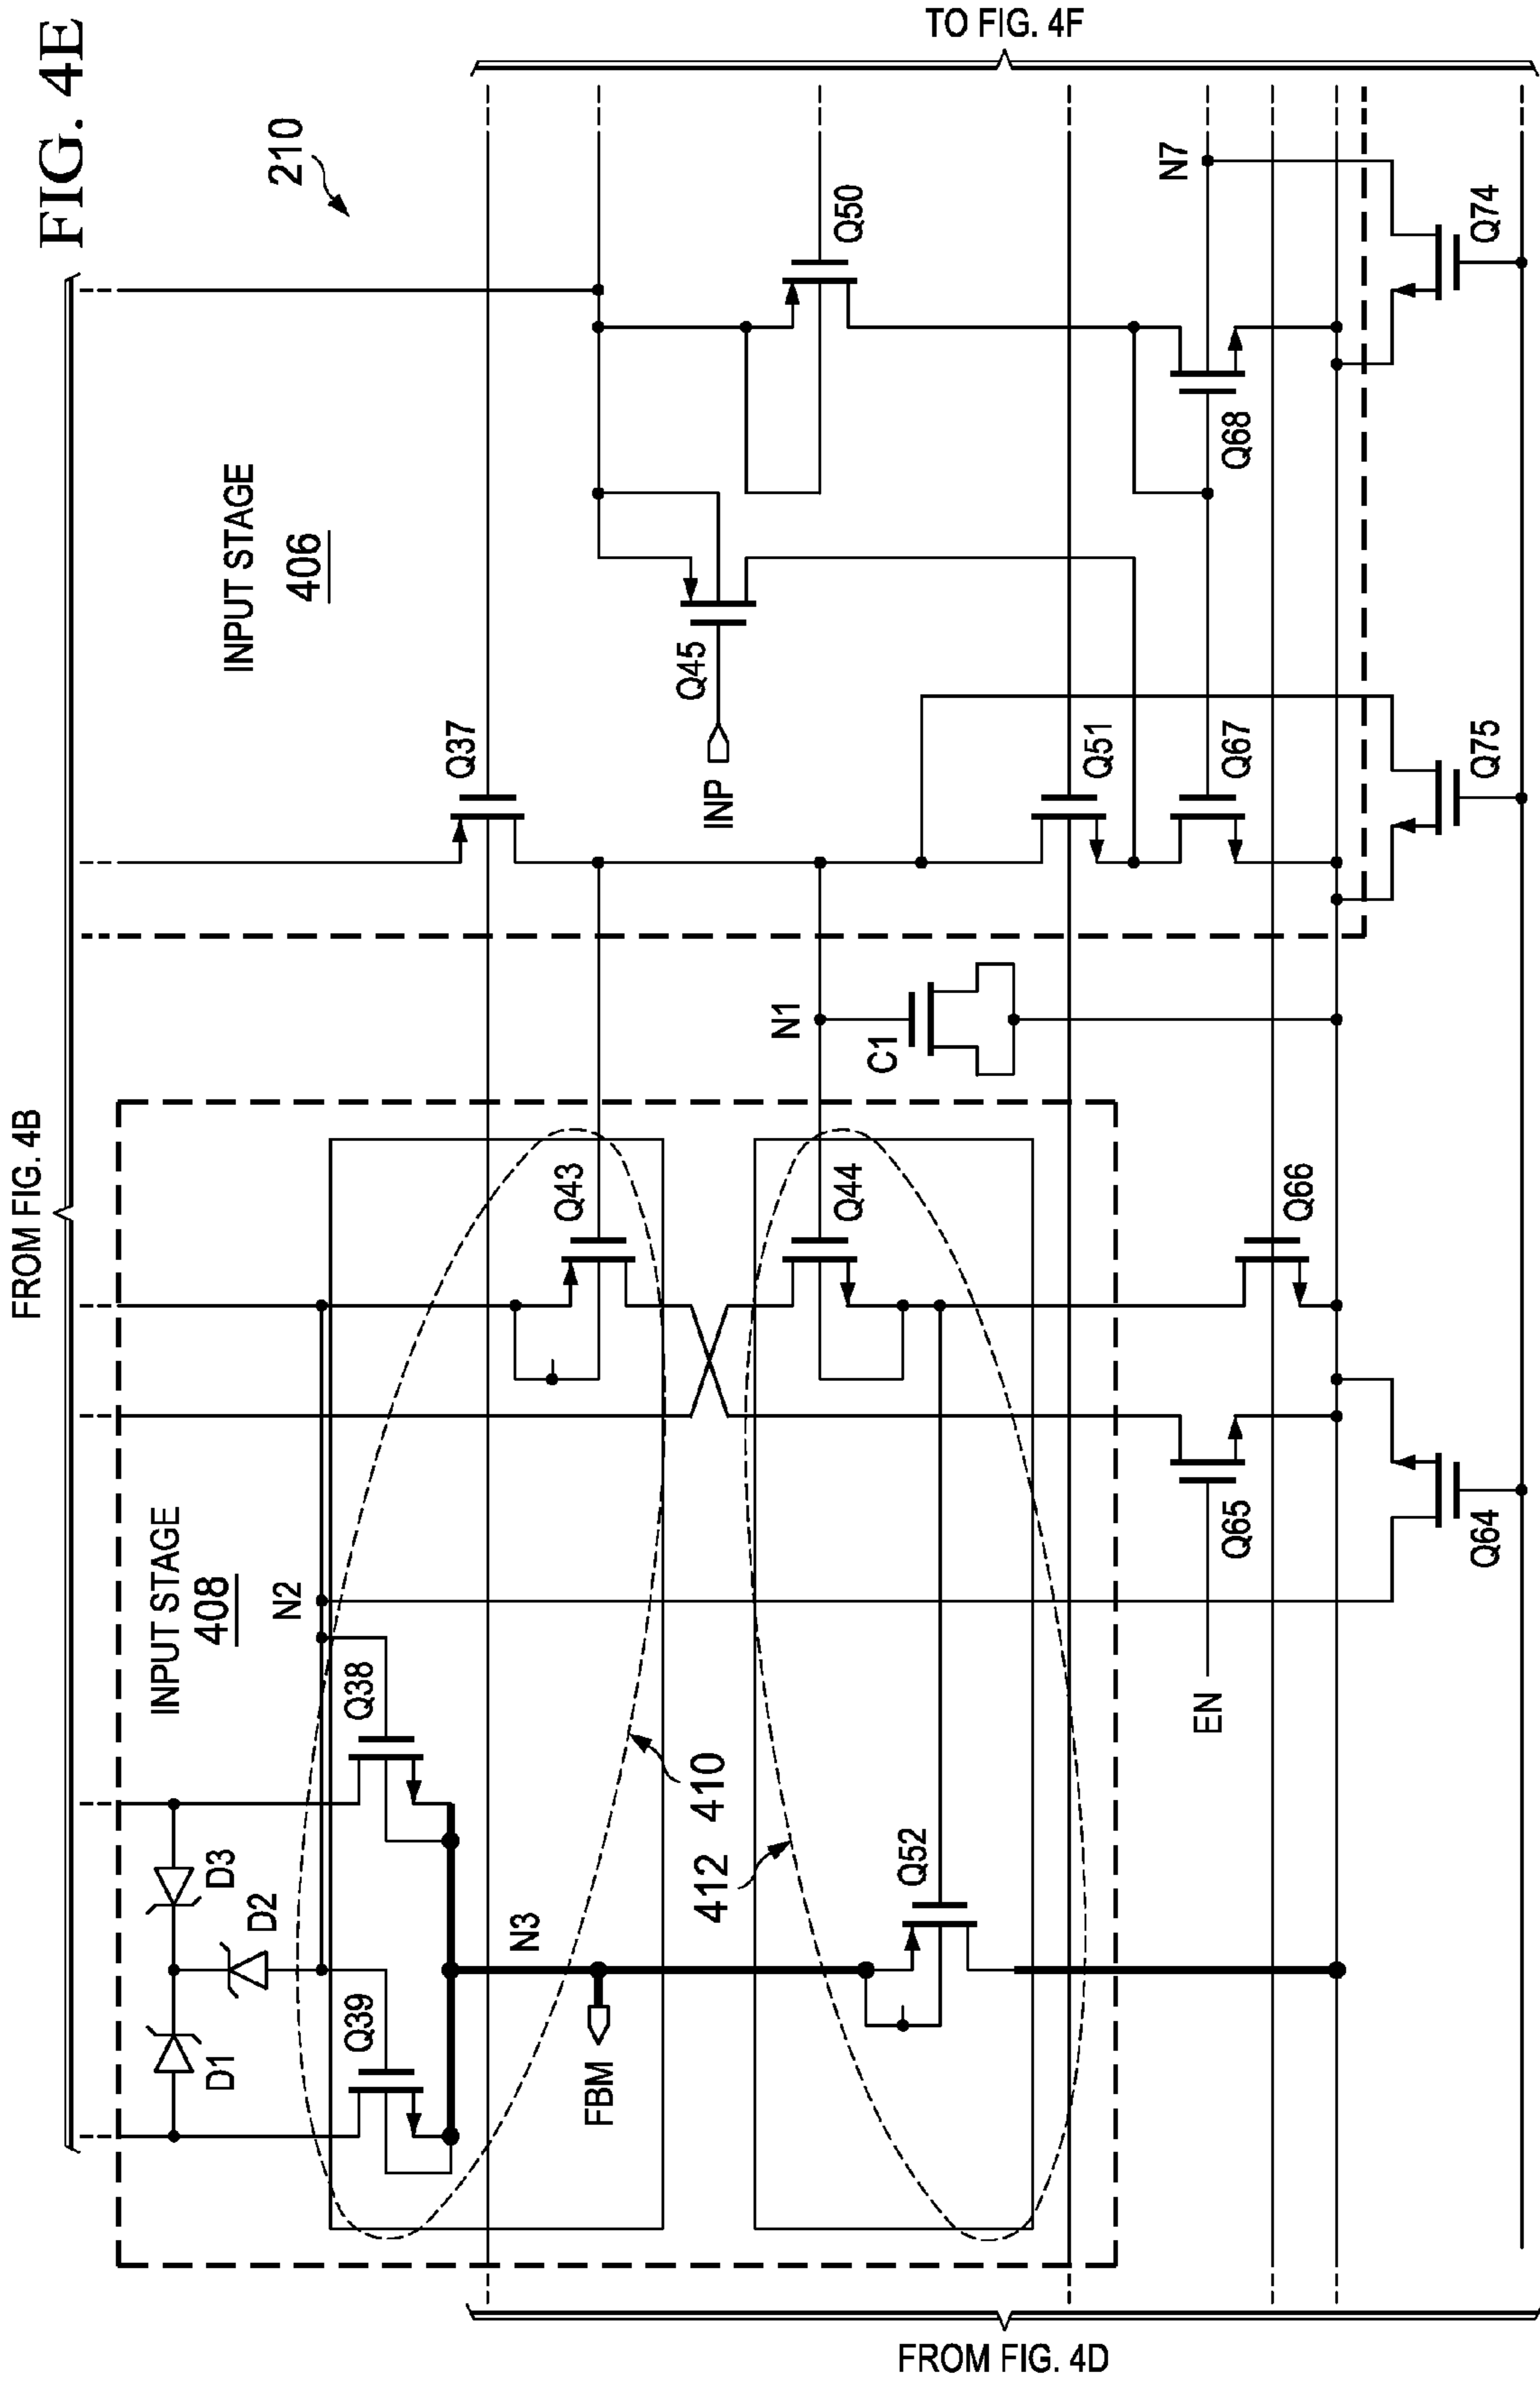 FIG. 4E
FROM FIG. 4B
TO FIG. 4F
FROM FIG. 4D
210
INPUT STAGE
406
INPUT STAGE
408
D1
D2
D3
N2
Q39
Q38
Q37
Q43
Q45
INP
Q50
N3
FBM
410
412
N1
C1
Q44
Q52
Q51
Q67
Q68
N7
EN
Q65
Q66
Q64
Q75
Q74